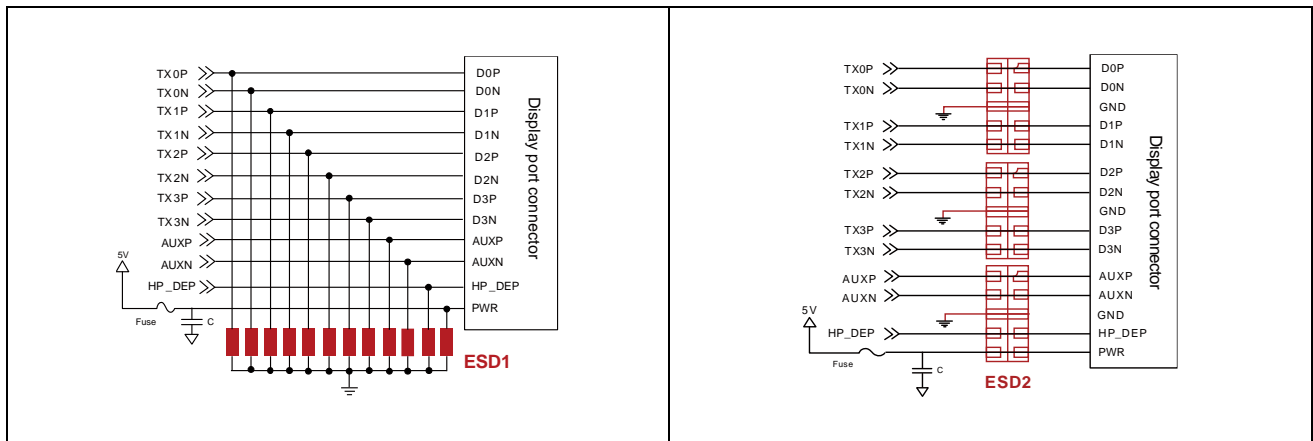 TX0P
TX0N
TX1P
TX1N
TX2P
TX2N
TX3P
TX3N
AUXP
AUXN
HP_DEP
5V
Fuse
C
D0P
D0N
D1P
D1N
D2P
D2N
D3P
D3N
AUXP
AUXN
HP_DEP
PWR
Display port connector
ESD1
TX0P
TX0N
TX1P
TX1N
TX2P
TX2N
TX3P
TX3N
AUXP
AUXN
HP_DEP
5V
Fuse
C
D0P
D0N
GND
D1P
D1N
D2P
D2N
GND
D3P
D3N
AUXP
AUXN
GND
HP_DEP
PWR
Display port connector
ESD2